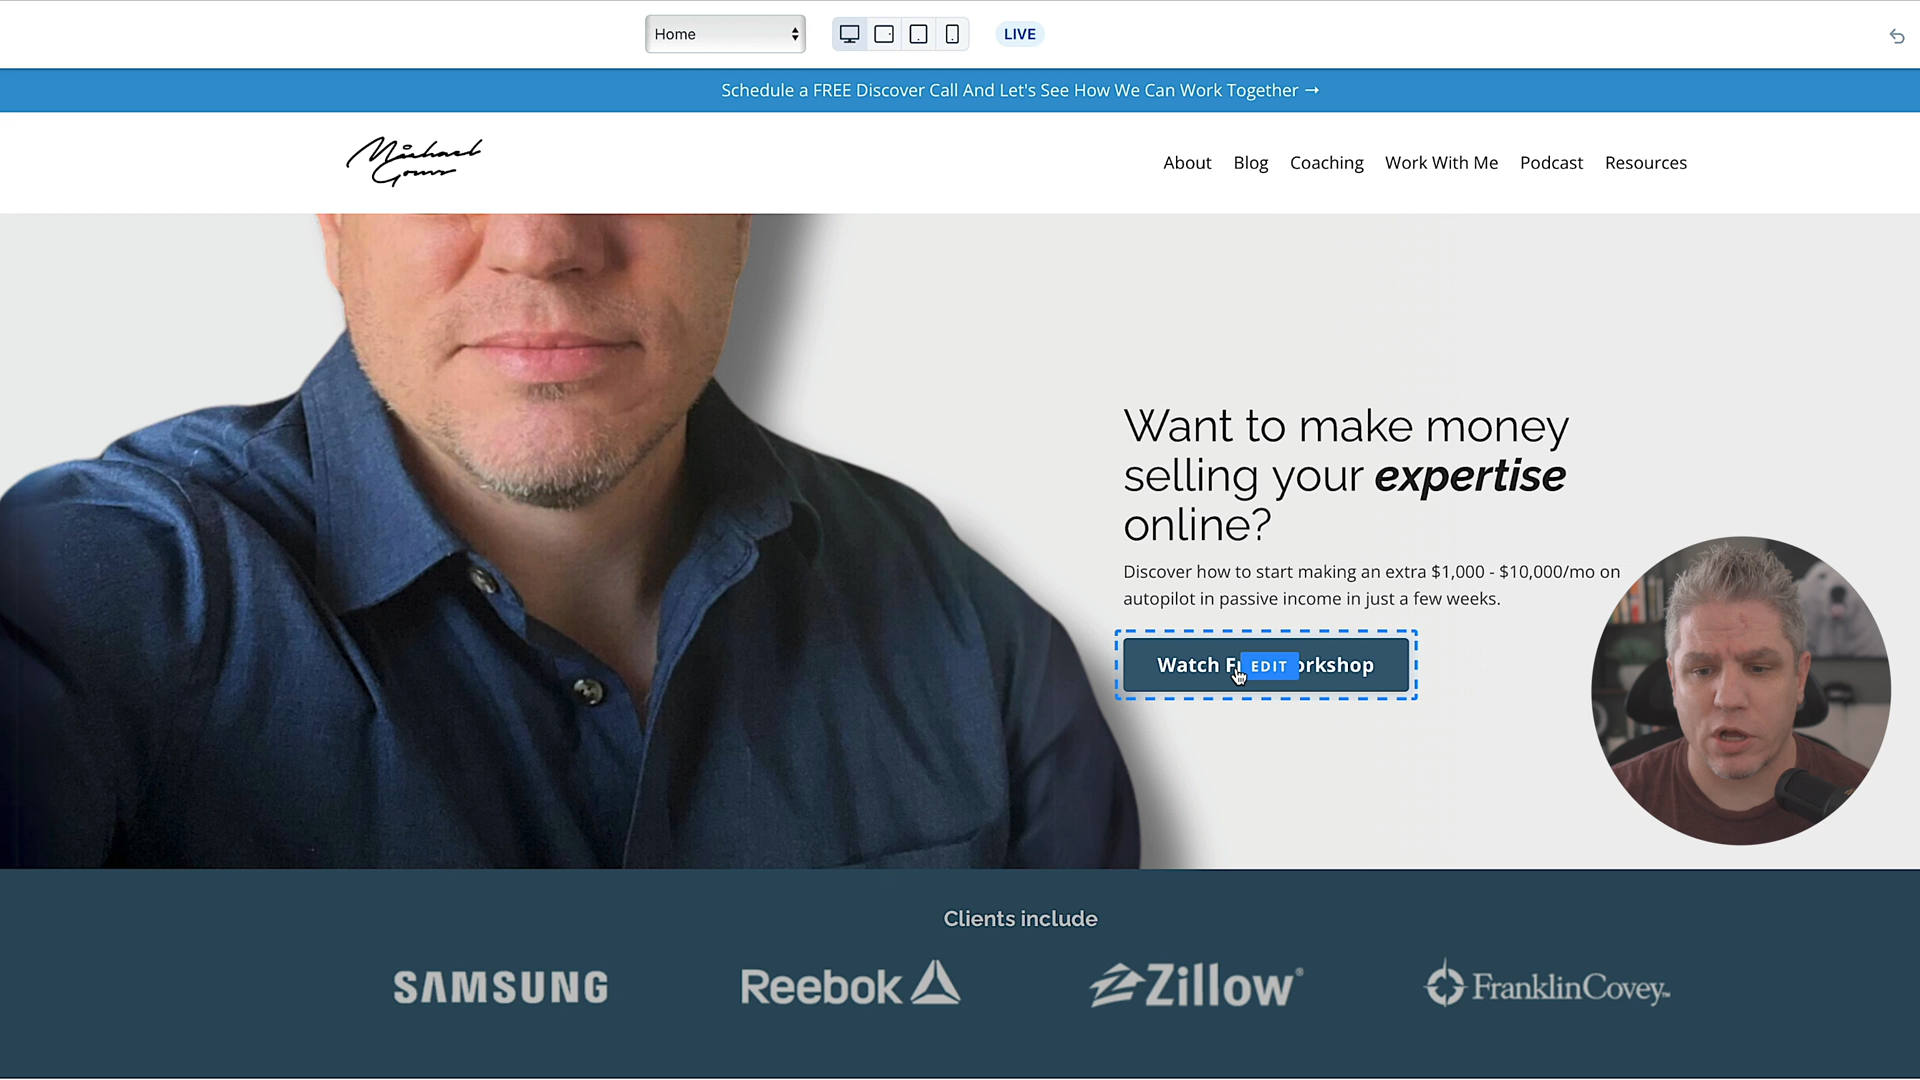 Home
LIVE
Schedule a FREE Discover Call And Let's See How We Can Work Together →
Michael
About Blog Coaching Work With Me Podcast Resources
Want to make money
selling your expertise
online?
Discover how to start making an extra $1,000 - $10,000/mo on
autopilot in passive income in just a few weeks.
Watch EDIT
Clients include
SAMSUNG Reebok Zillow® FranklinCovey™